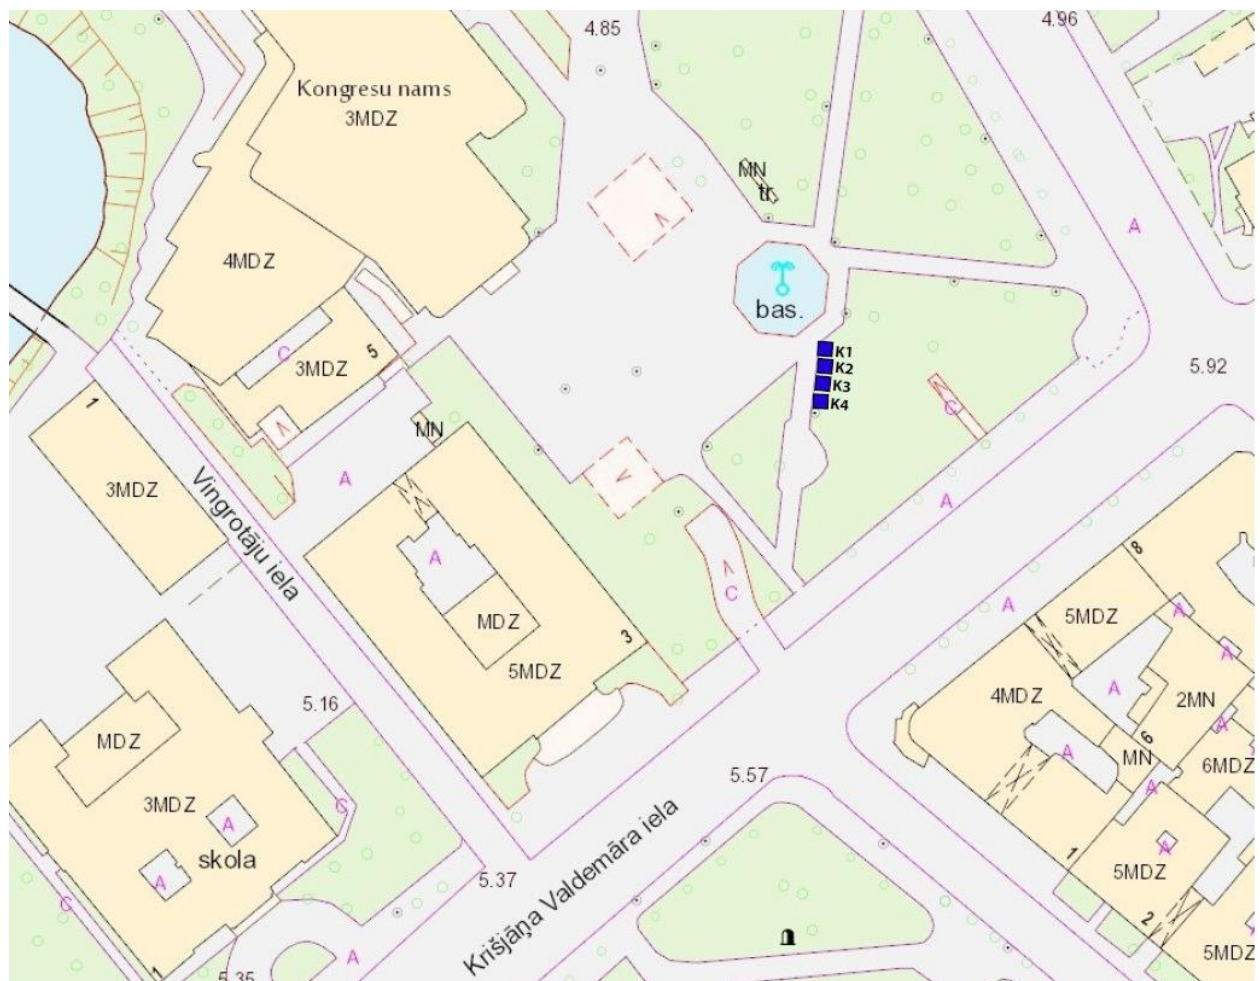 4.85
4.96
Kongresu nams
3MDZ
MN
tr.
A
4MDZ
bas.
K1
K2
K3
K4
5.92
C
3MDZ
5
C
1
MN
3MDZ
A
A
Vingrotāju iela
8
A
C
A
5MDZ
MDZ
A
3
5MDZ
A
4MDZ
2MN
5.16
A
6
MDZ
A
MN
6MDZ
5.57
A
3MDZ
C
A
skola
A
1
A
5MDZ
Krišjāņa Valdemāra iela
5.37
C
2
5MDZ
A
1
5.35